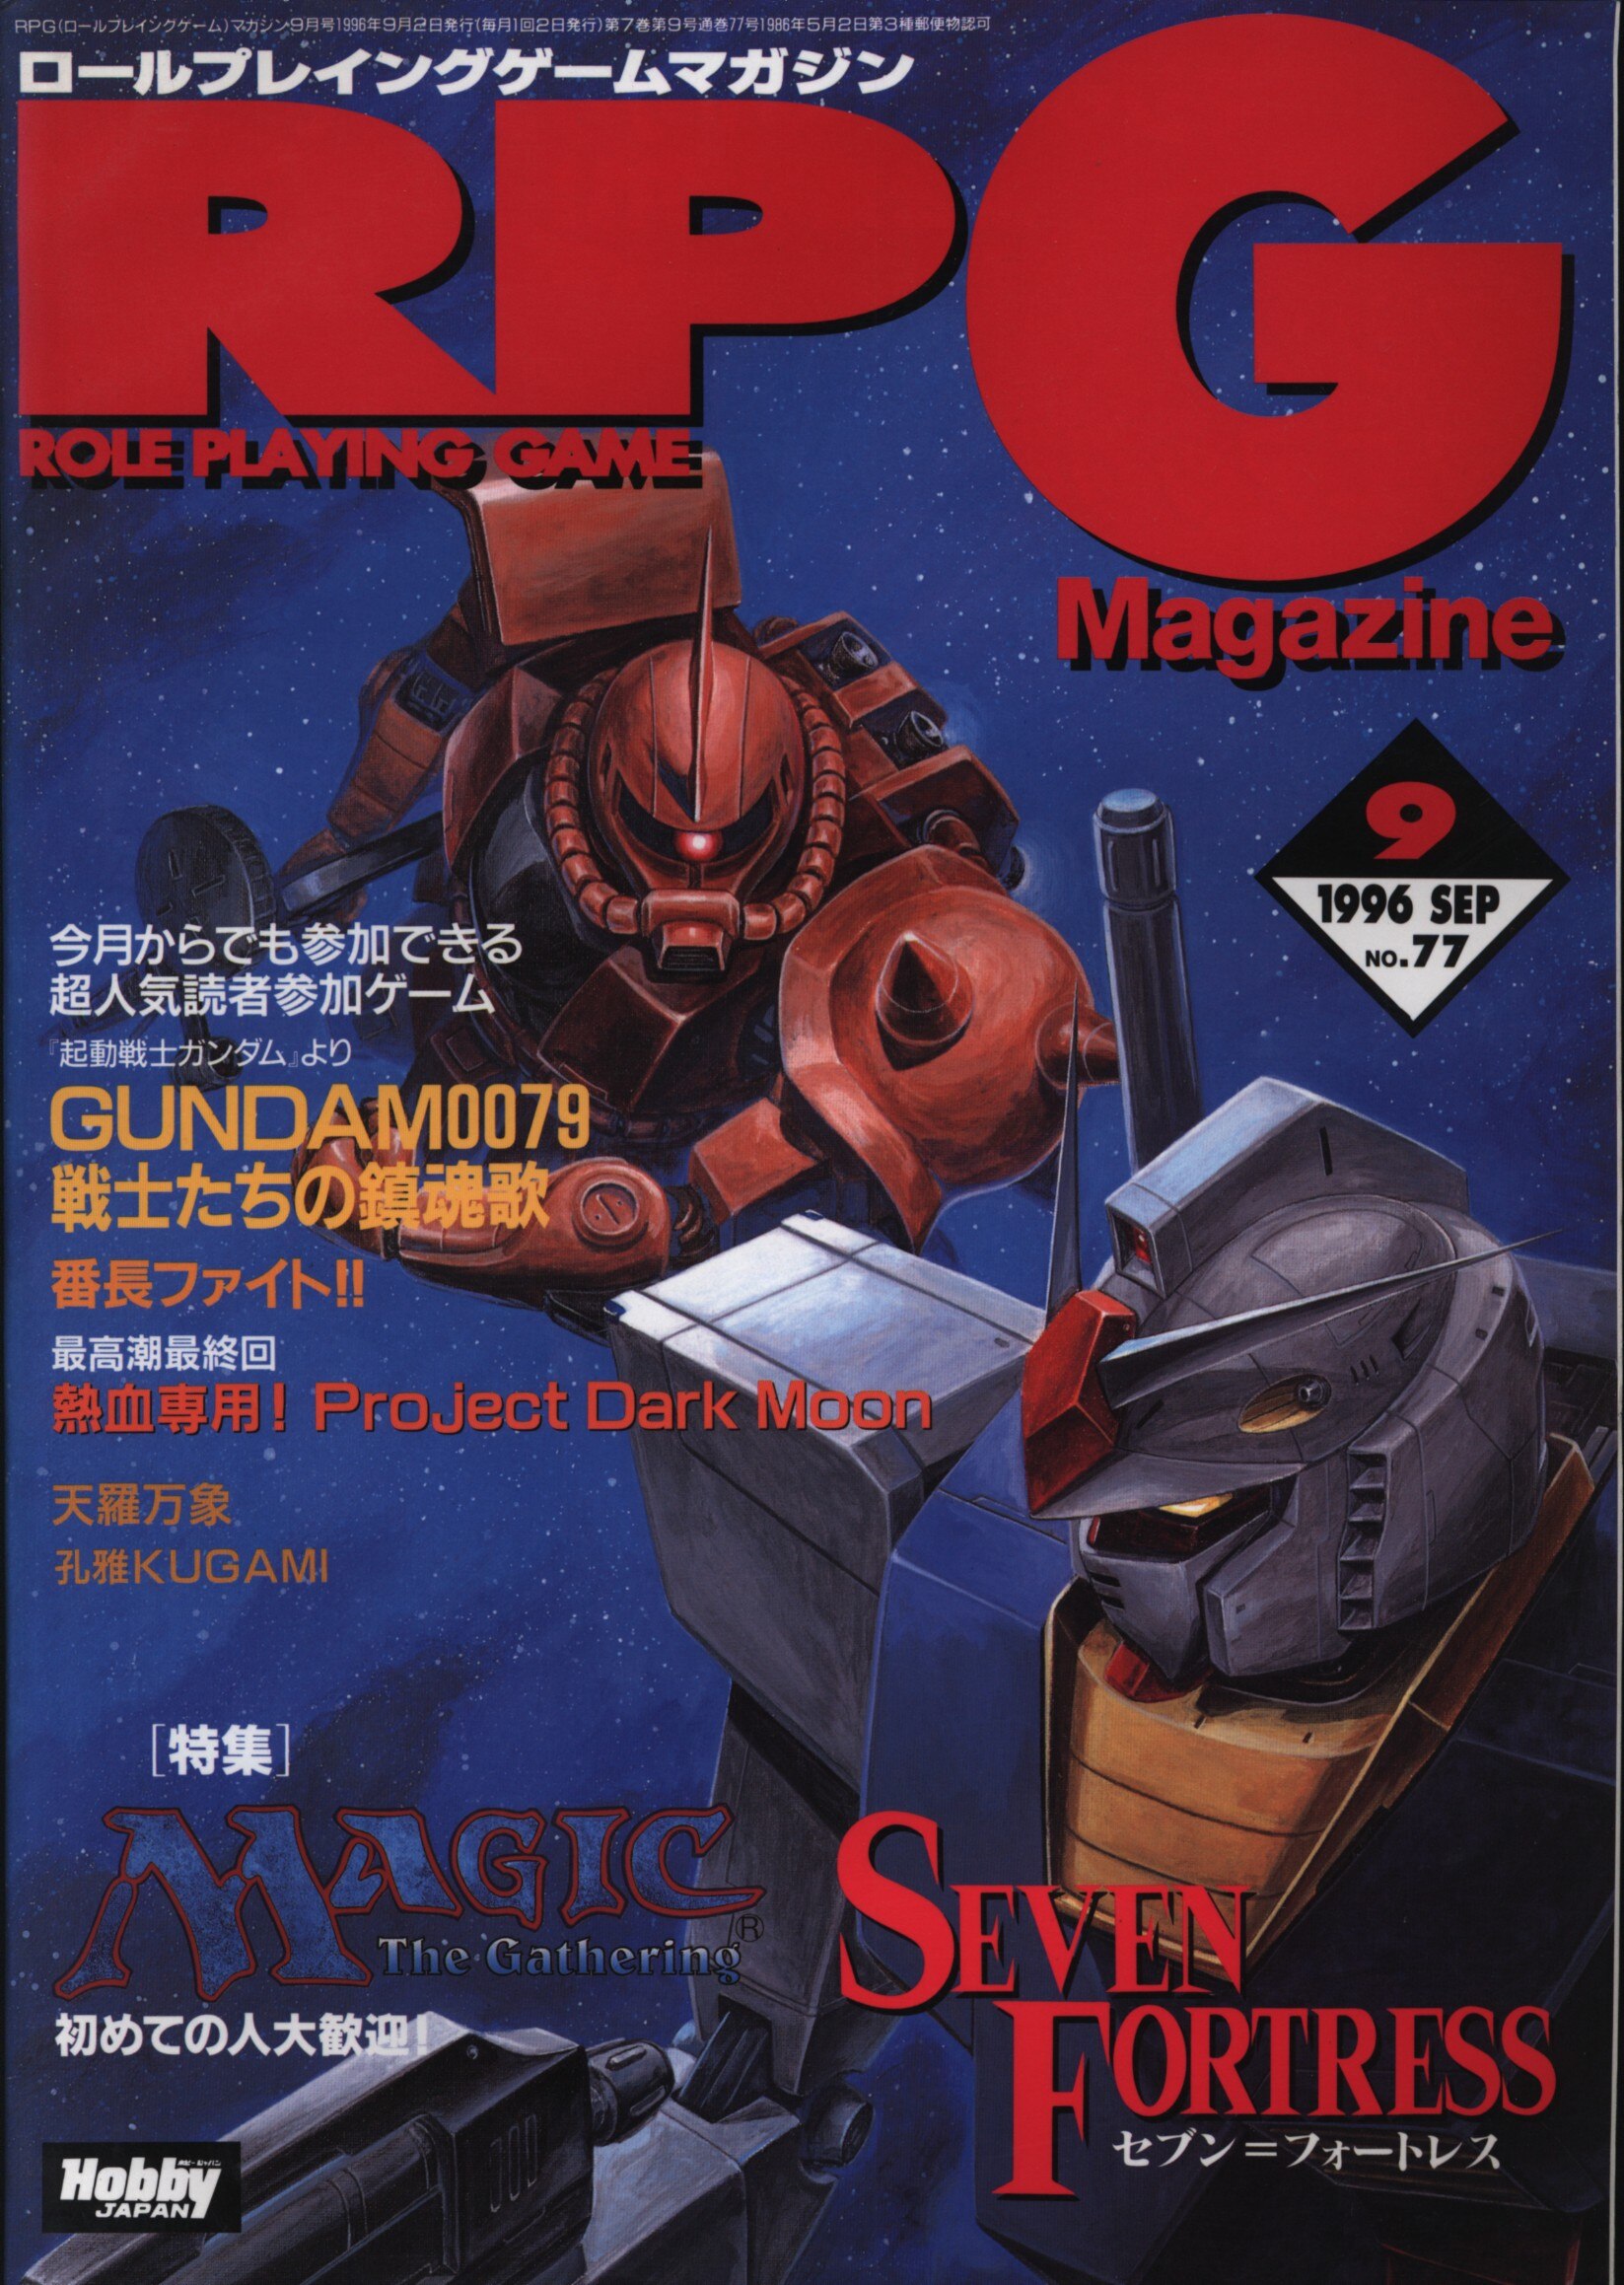 RPG(ロールプレイングゲーム)マガジン9月号1996年9月2日発行(毎月1回2日発行)第7巻第9号通巻77号1986年5月2日第3種郵便物認可
ロールプレイングゲームマガジン
RPG
ROLE PLAYING GAME
Magazine
9
1996 SEP
NO.77
今月からでも参加できる
超人気読者参加ゲーム
『起動戦士ガンダム』より
GUNDAM0079
戦士たちの鎮魂歌
番長ファイト!!
最高潮最終回
熱血専用! Project Dark Moon
天羅万象
孔雅KUGAMI
[特集]
MAGIC
The Gathering®
初めての人大歓迎!
SEVEN
FORTRESS
セブン=フォートレス
ホビージャパン
Hobby
JAPAN